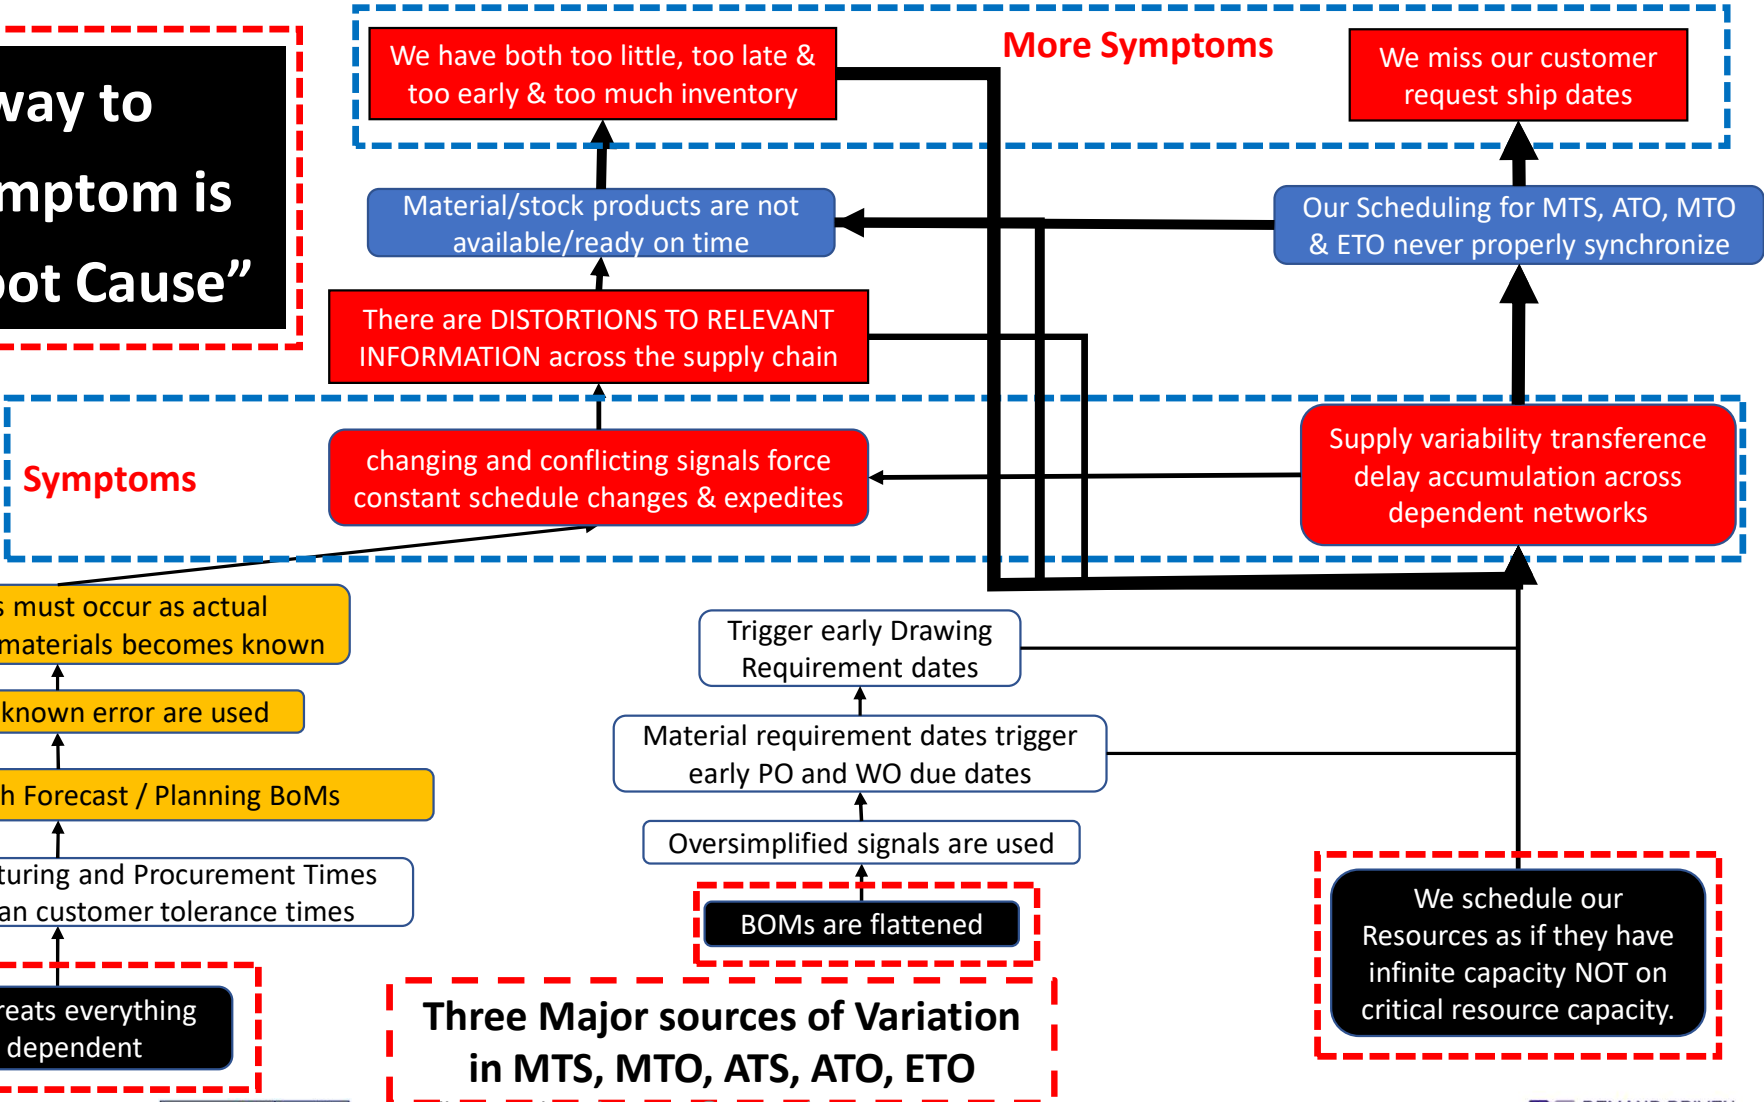 way to
mptom is
oot Cause”
We have both too little, too late &
too early & too much inventory
More Symptoms
We miss our customer
request ship dates
Material/stock products are not
available/ready on time
Our Scheduling for MTS, ATO, MTO
& ETO never properly synchronize
There are DISTORTIONS TO RELEVANT
INFORMATION across the supply chain
Symptoms
changing and conflicting signals force
constant schedule changes & expedites
Supply variability transference
delay accumulation across
dependent networks
s must occur as actual
materials becomes known
known error are used
h Forecast / Planning BoMs
turing and Procurement Times
an customer tolerance times
reats everything
dependent
Trigger early Drawing
Requirement dates
Material requirement dates trigger
early PO and WO due dates
Oversimplified signals are used
BOMs are flattened
Three Major sources of Variation
in MTS, MTO, ATS, ATO, ETO
We schedule our
Resources as if they have
infinite capacity NOT on
critical resource capacity.